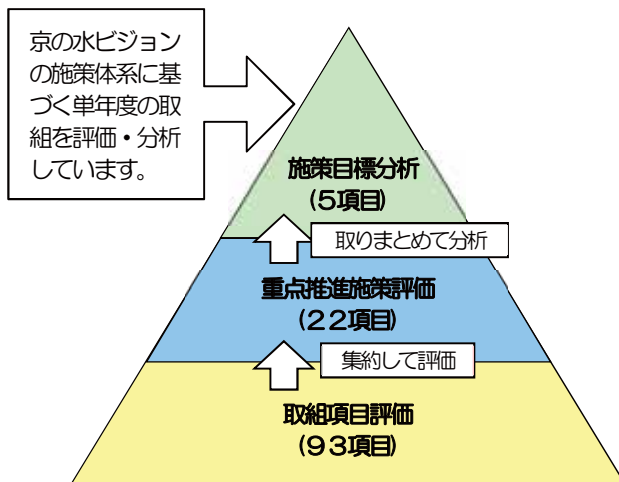 京の水ビジョン
の施策体系に基
づく単年度の取
組を評価・分析
しています。
施策目標分析
(5項目)
取りまとめて分析
重点推進施策評価
(22項目)
集約して評価
取組項目評価
(93項目)